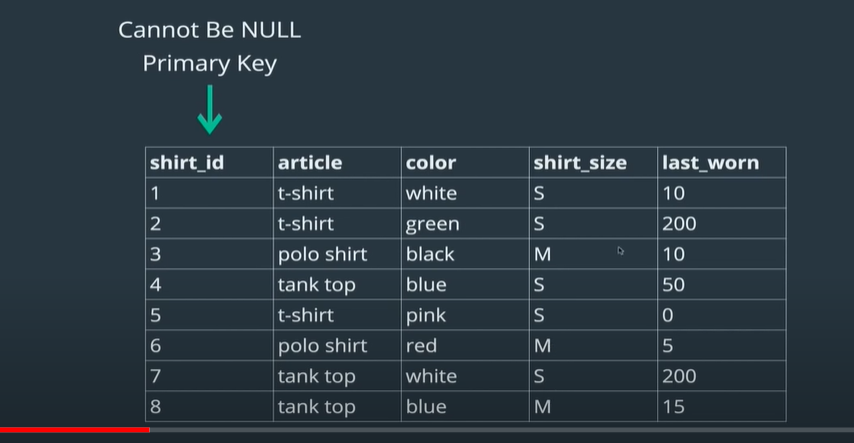 Cannot Be NULL
Primary Key
shirt_id article color shirt_size last_worn
1 t-shirt white S 10
2 t-shirt green S 200
3 polo shirt black M 10
4 tank top blue S 50
5 t-shirt pink S 0
6 polo shirt red M 5
7 tank top white S 200
8 tank top blue M 15